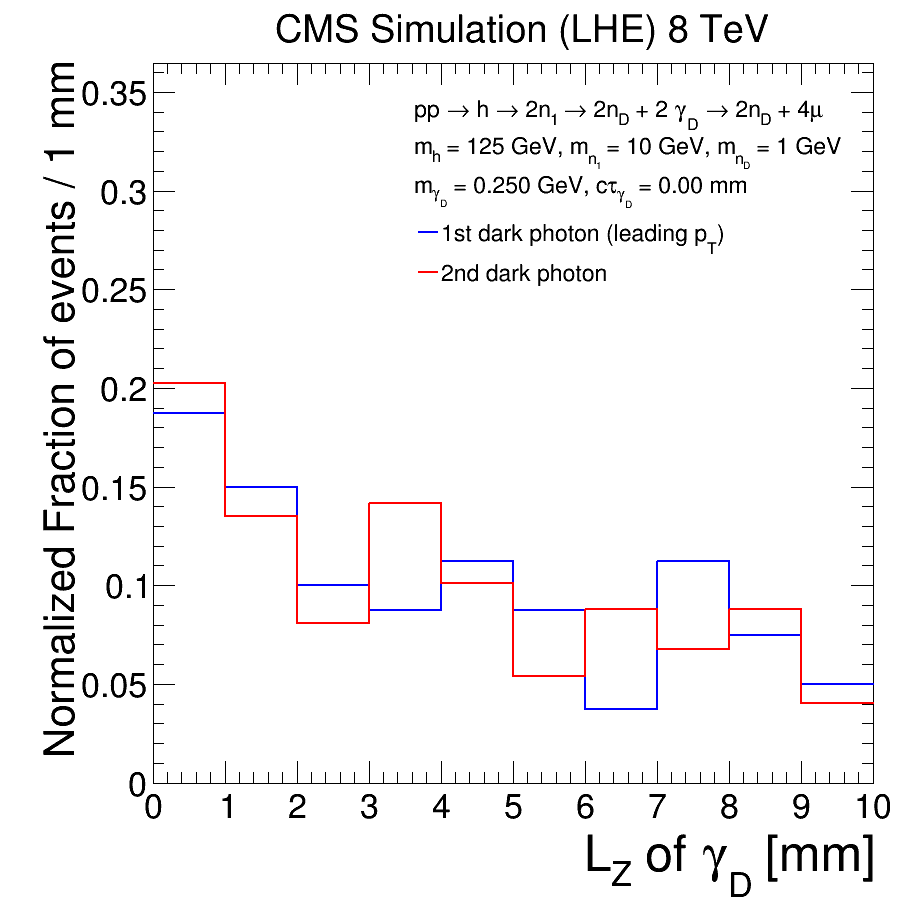 CMS Simulation (LHE) 8 TeV
Normalized Fraction of events / 1 mm
0.35
0.3
0.25
0.2
0.15
0.1
0.05
0
pp → h → 2n1 → 2nD + 2 γD → 2nD + 4μ
mh = 125 GeV, mn1 = 10 GeV, mnD = 1 GeV
mγD = 0.250 GeV, cτγD = 0.00 mm
1st dark photon (leading pT)
2nd dark photon
0 1 2 3 4 5 6 7 8 9 10
LZ of γD [mm]